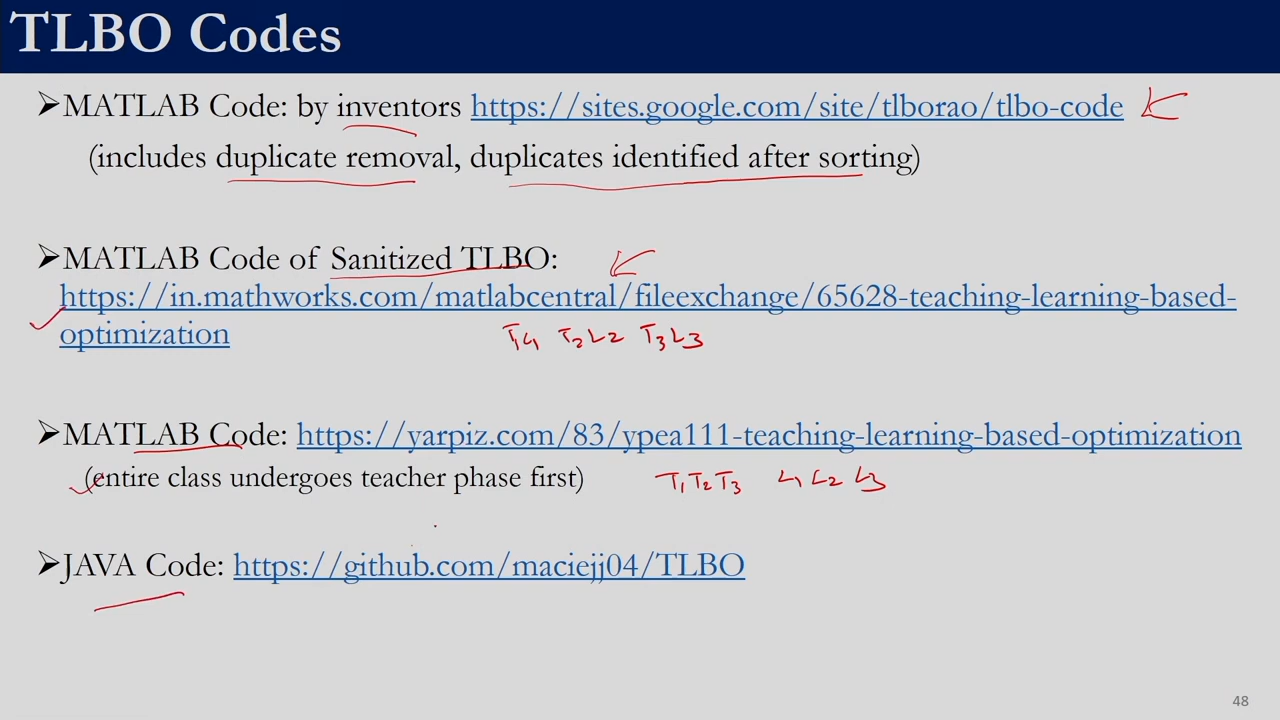 TLBO Codes
➢MATLAB Code: by inventors https://sites.google.com/site/tlborao/tlbo-code
(includes duplicate removal, duplicates identified after sorting)
➢MATLAB Code of Sanitized TLBO:
https://in.mathworks.com/matlabcentral/fileexchange/65628-teaching-learning-based-
optimization
T1L1 T2L2 T3L3
➢MATLAB Code: https://yarpiz.com/83/ypea111-teaching-learning-based-optimization
(entire class undergoes teacher phase first) T1T2T3 L1 L2 L3
➢JAVA Code: https://github.com/maciejj04/TLBO
48